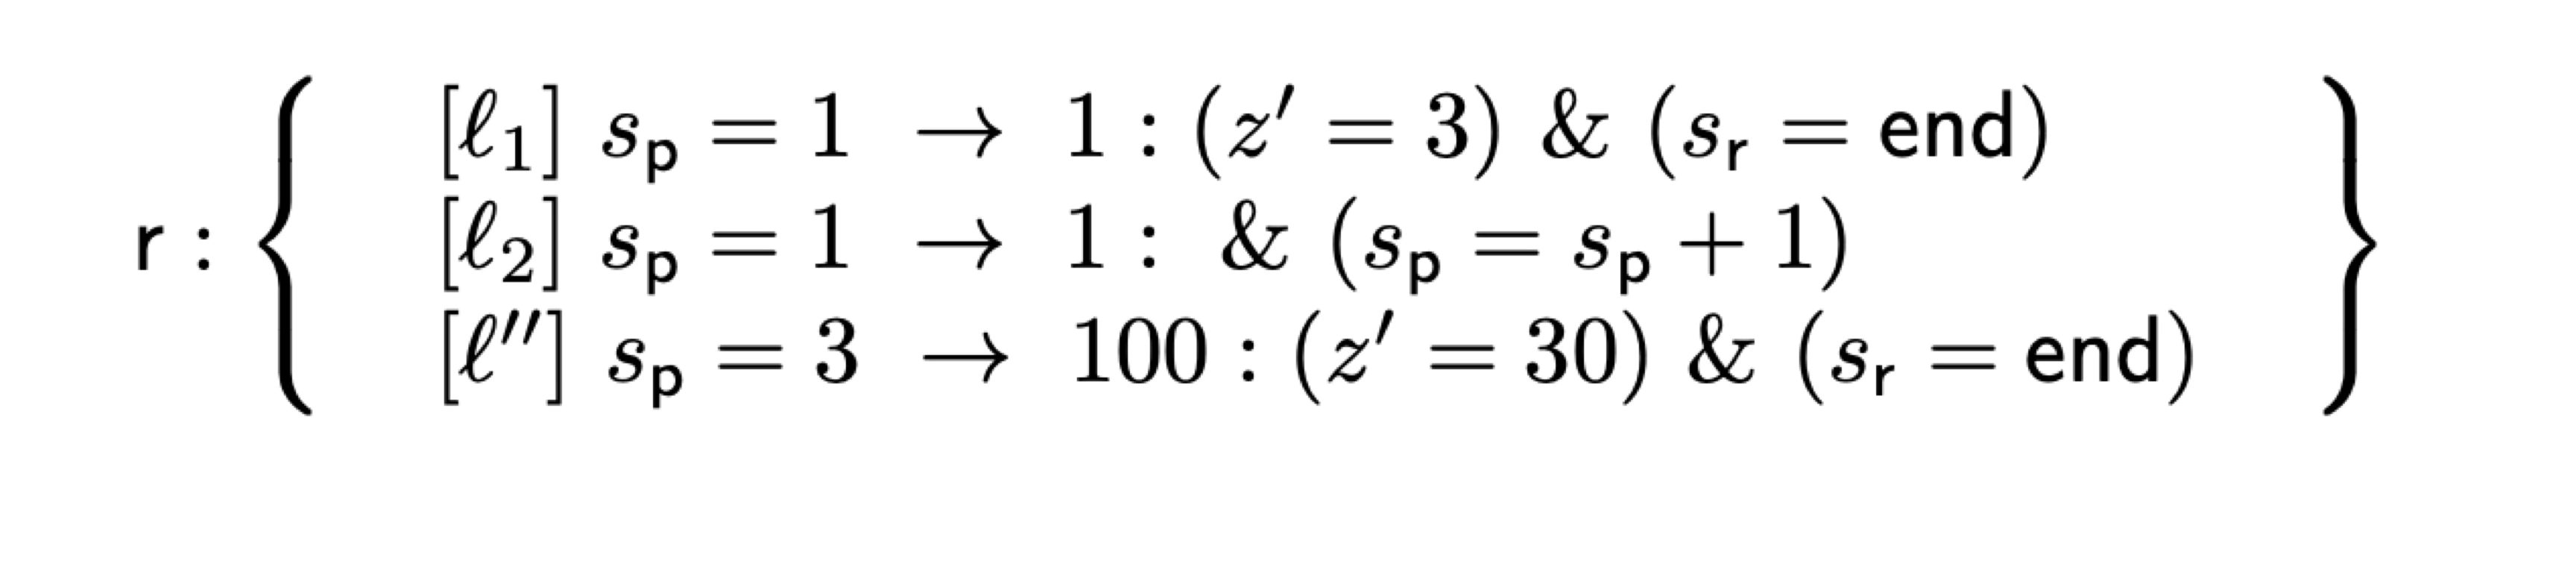 [ℓ₁] sₚ = 1 → 1 : (z′ = 3) & (sᵣ = end)
r : { [ℓ₂] sₚ = 1 → 1 : & (sₚ = sₚ + 1) }
[ℓ″] sₚ = 3 → 100 : (z′ = 30) & (sᵣ = end)